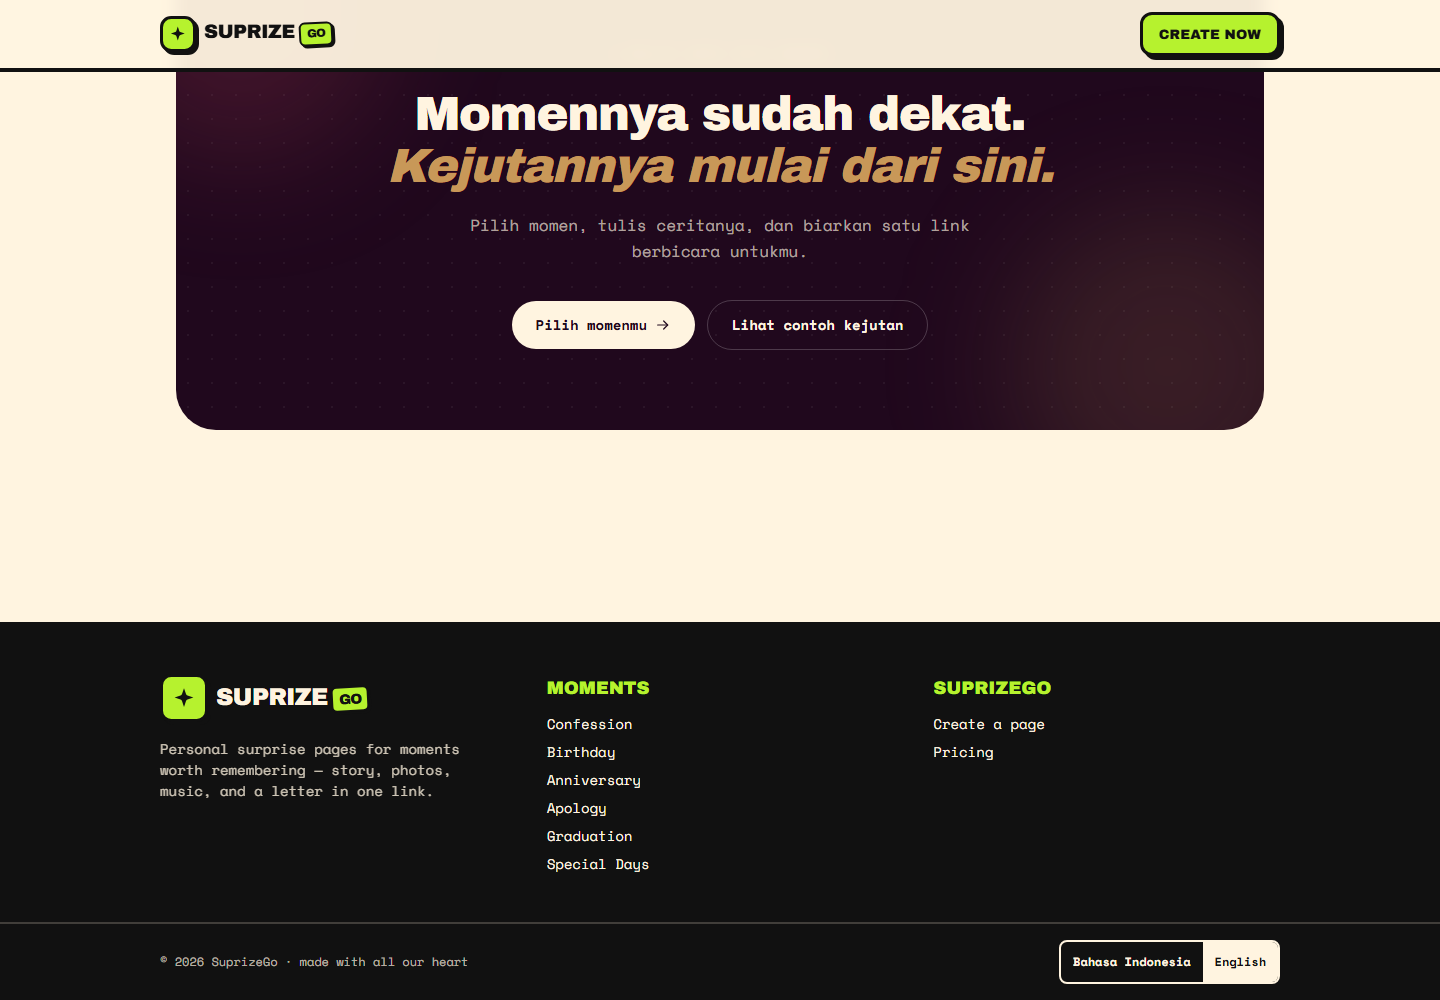 SUPRIZE GO
CREATE NOW
Momennya sudah dekat.
Kejutannya mulai dari sini.
Pilih momen, tulis ceritanya, dan biarkan satu link
berbicara untukmu.
Pilih momenmu →
Lihat contoh kejutan
SUPRIZE GO
Personal surprise pages for moments
worth remembering — story, photos,
music, and a letter in one link.
MOMENTS
Confession
Birthday
Anniversary
Apology
Graduation
Special Days
SUPRIZEGO
Create a page
Pricing
© 2026 SuprizeGo · made with all our heart
Bahasa Indonesia
English